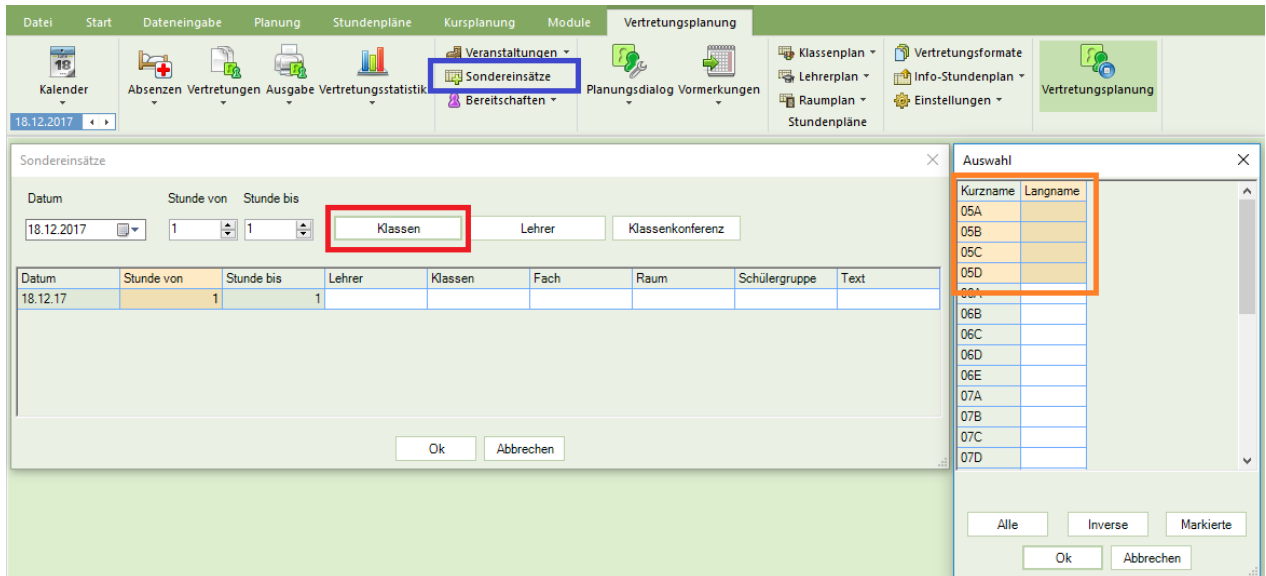 Datei Start Dateneingabe Planung Stundenpläne Kursplanung Module Vertretungsplanung
18
Kalender
18.12.2017
Absenzen Vertretungen Ausgabe Vertretungsstatistik
Veranstaltungen
Sondereinsätze
Bereitschaften
Planungsdialog Vormerkungen
Klassenplan
Lehrerplan
Raumplan
Stundenpläne
Vertretungsformate
Info-Stundenplan
Einstellungen
Vertretungsplanung
Sondereinsätze
Datum Stunde von Stunde bis
18.12.2017 1 1 Klassen Lehrer Klassenkonferenz
Datum Stunde von Stunde bis Lehrer Klassen Fach Raum Schülergruppe Text
18.12.17 1 1
Ok Abbrechen
Auswahl
Kurzname Langname
05A
05B
05C
05D
06A
06B
06C
06D
06E
07A
07B
07C
07D
Alle Inverse Markierte
Ok Abbrechen